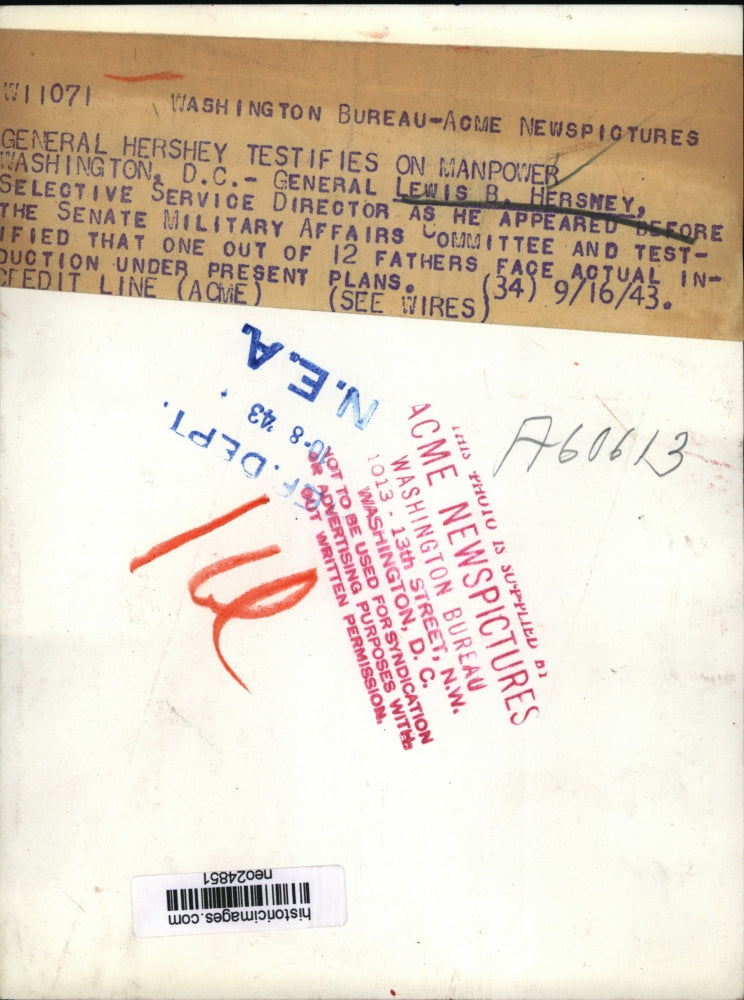 W11071 WASHINGTON BUREAU-ACME NEWSPICTURES
GENERAL HERSHEY TESTIFIES ON MANPOWER
WASHINGTON, D.C.- GENERAL LEWIS B. HERSHEY,
SELECTIVE SERVICE DIRECTOR AS HE APPEARED BEFORE
THE SENATE MILITARY AFFAIRS COMMITTEE AND TEST-
IFIED THAT ONE OUT OF 12 FATHERS FACE ACTUAL IN-
DUCTION UNDER PRESENT PLANS. (34) 9/16/43.
CREDIT LINE (ACME) (SEE WIRES)
N.E.A.
10-8 '43
REF. DEPT.
A60613
THIS PHOTO IS SUPPLIED BY
ACME NEWSPICTURES
WASHINGTON BUREAU
1013 - 13th STREET, N.W.
WASHINGTON, D. C.
NOT TO BE USED FOR SYNDICATION
OR ADVERTISING PURPOSES WITH-
OUT WRITTEN PERMISSION.
historicimages.com
neo24851